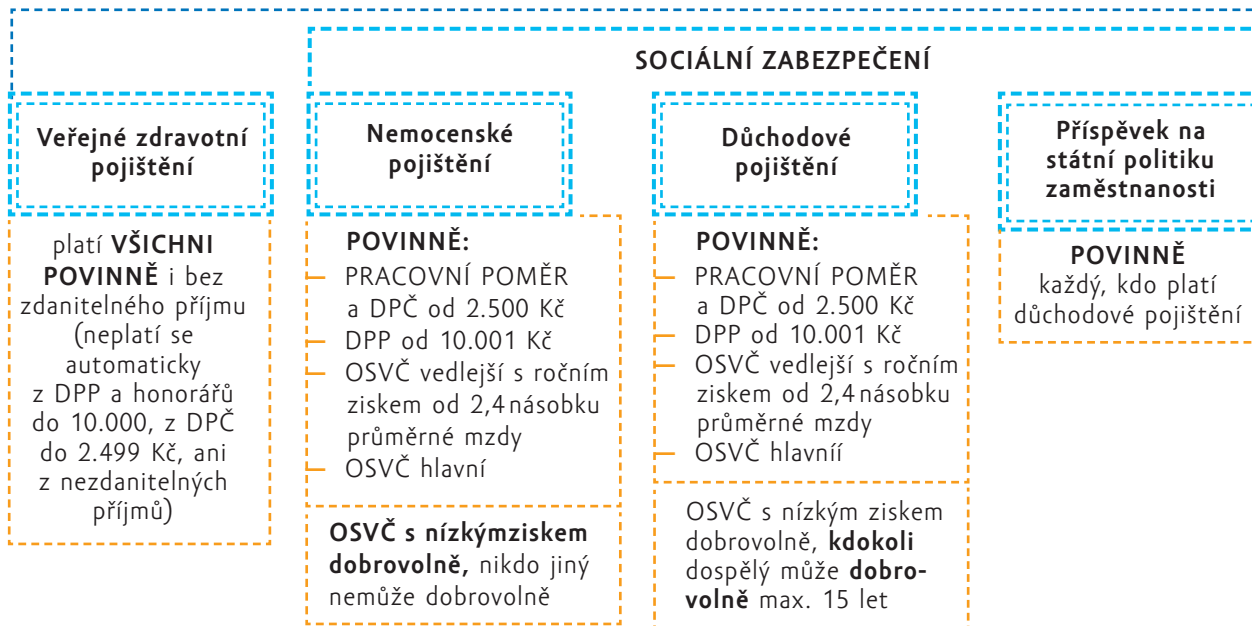 SOCIÁLNÍ ZABEZPEČENÍ
Veřejné zdravotní
pojištění
platí VŠICHNI
POVINNĚ i bez
zdanitelného příjmu
(neplatí se
automaticky
z DPP a honorářů
do 10.000, z DPČ
do 2.499 Kč, ani
z nezdanitelných
příjmů)
Nemocenské
pojištění
POVINNĚ:
— PRACOVNÍ POMĚR
a DPČ od 2.500 Kč
— DPP od 10.001 Kč
— OSVČ vedlejší s ročním
ziskem od 2,4 násobku
průměrné mzdy
— OSVČ hlavní
OSVČ s nízkýmziskem
dobrovolně, nikdo jiný
nemůže dobrovolně
Důchodové
pojištění
POVINNĚ:
— PRACOVNÍ POMĚR
a DPČ od 2.500 Kč
— DPP od 10.001 Kč
— OSVČ vedlejší s ročním
ziskem od 2,4 násobku
průměrné mzdy
— OSVČ hlavníí
OSVČ s nízkým ziskem
dobrovolně, kdokoli
dospělý může dobro-
volně max. 15 let
Příspěvek na
státní politiku
zaměstnanosti
POVINNĚ
každý, kdo platí
důchodové pojištění